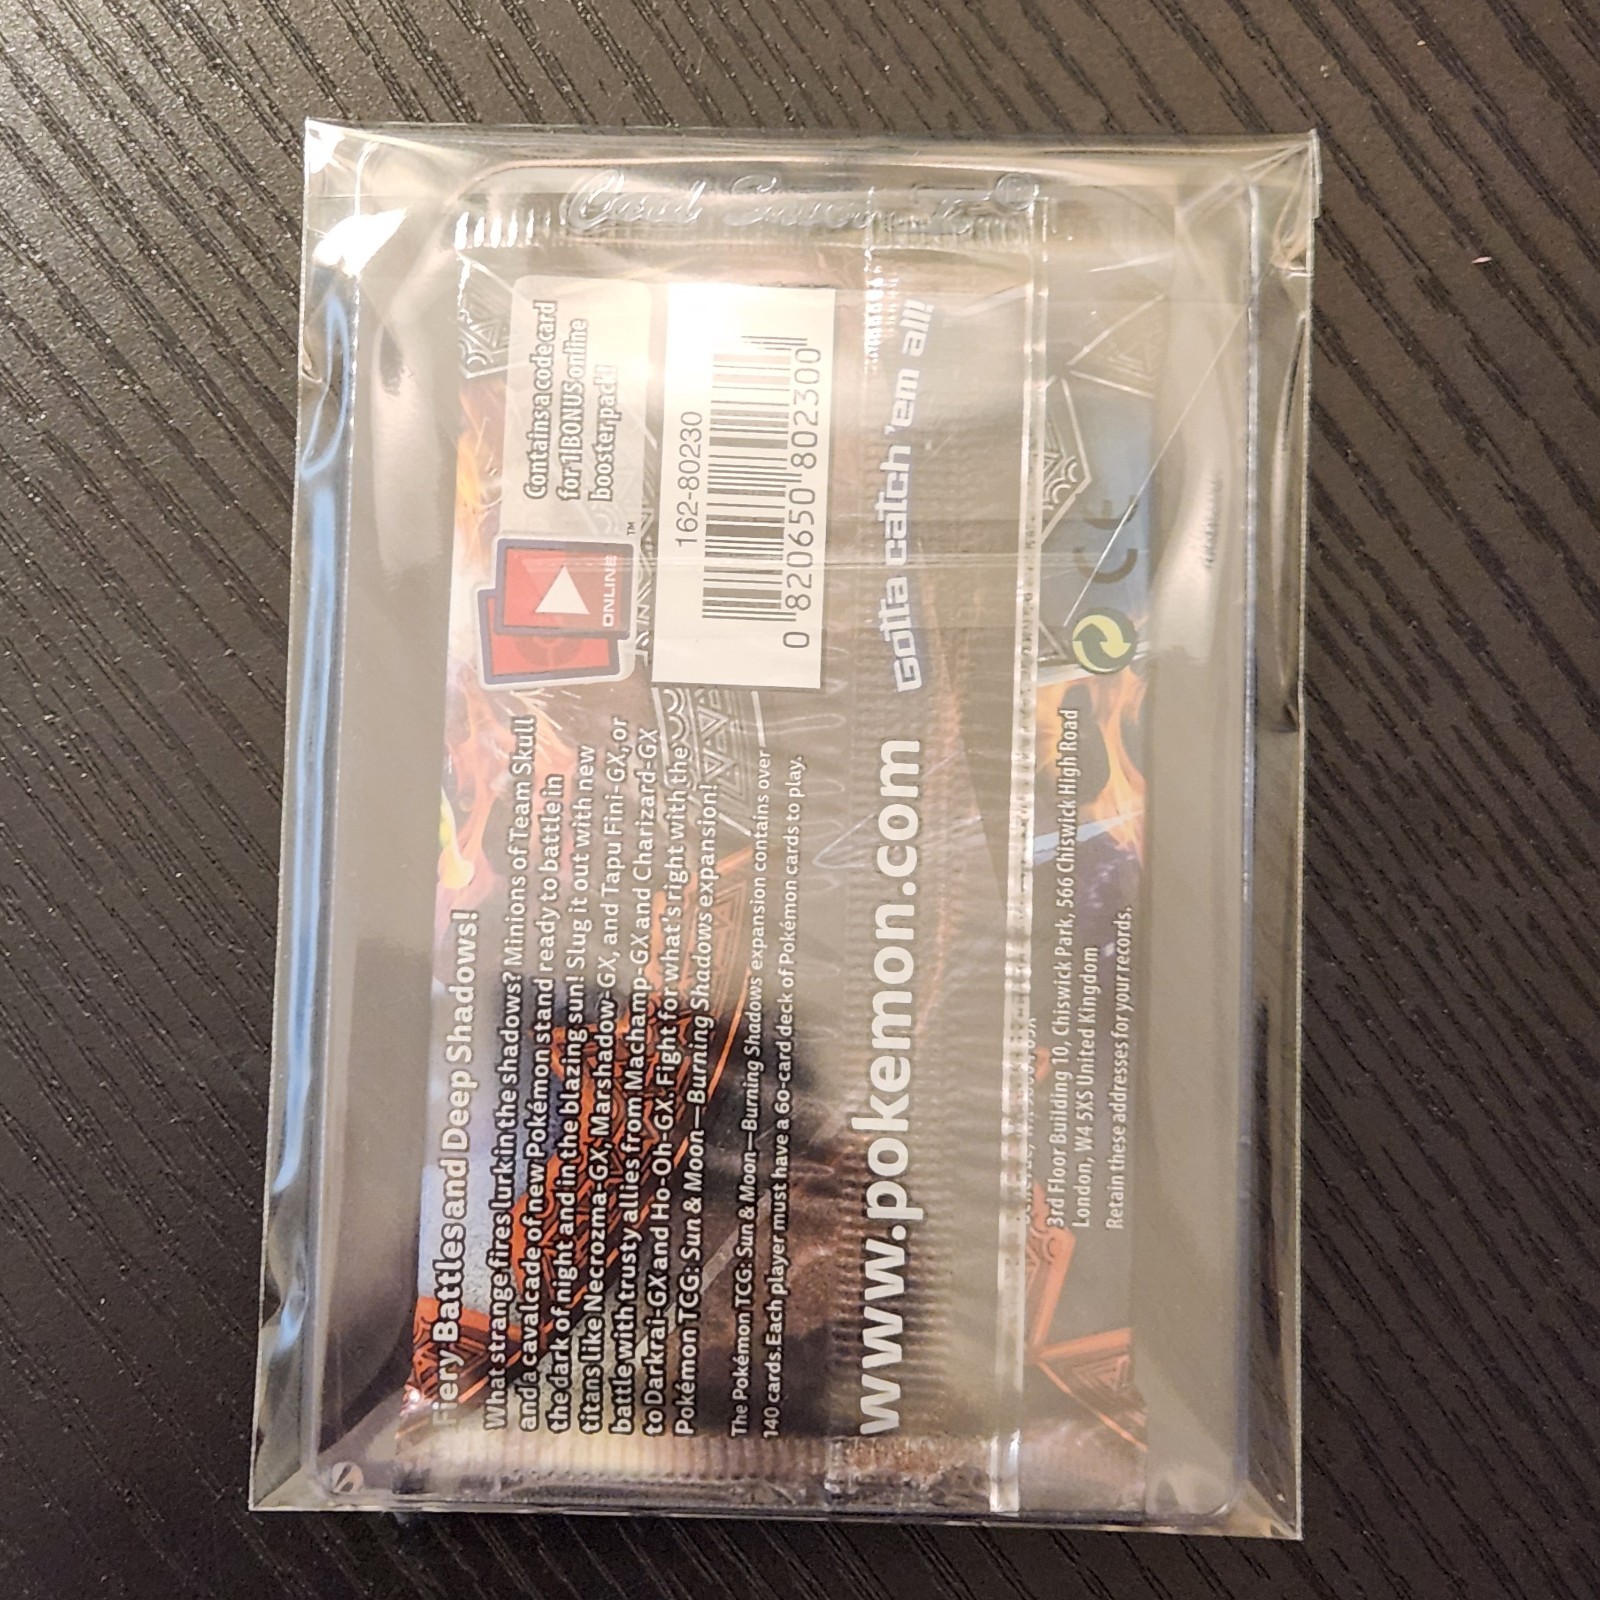 Fiery Battles and Deep Shadows!
What strange fires lurk in the shadows? Minions of Team Skull
and a cavalcade of new Pokémon stand ready to battle in
the dark of night and in the blazing sun! Slug it out with new
titans like Necrozma-GX, Marshadow-GX, and Tapu Fini-GX, or
battle with trusty allies from Machamp-GX and Charizard-GX
to Darkrai-GX and Ho-Oh-GX. Fight for what's right with the
Pokémon TCG: Sun & Moon—Burning Shadows expansion!
The Pokémon TCG: Sun & Moon—Burning Shadows expansion contains over
140 cards. Each player must have a 60-card deck of Pokémon cards to play.
ONLINE
™
Contains a code card
for 1 BONUS online
booster pack!
162-80230
0 820650 802300
www.pokemon.com
Gotta catch 'em all!
3rd Floor Building 10, Chiswick Park, 566 Chiswick High Road
London, W4 5XS United Kingdom
Retain these addresses for your records.
CE